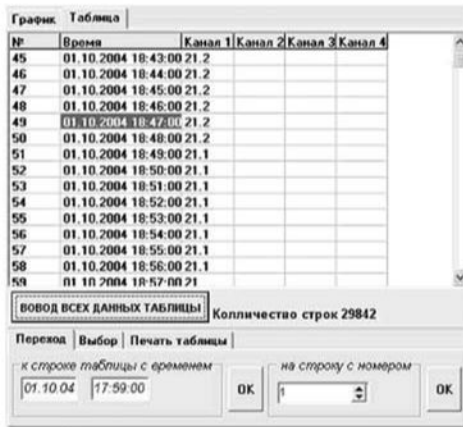 График Таблица
№ Время Канал 1 Канал 2 Канал 3 Канал 4
45 01.10.2004 18:43:00 21.2
46 01.10.2004 18:44:00 21.2
47 01.10.2004 18:45:00 21.2
48 01.10.2004 18:46:00 21.2
49 01.10.2004 18:47:00 21.2
50 01.10.2004 18:48:00 21.2
51 01.10.2004 18:49:00 21.1
52 01.10.2004 18:50:00 21.1
53 01.10.2004 18:51:00 21.1
54 01.10.2004 18:52:00 21.1
55 01.10.2004 18:53:00 21.1
56 01.10.2004 18:54:00 21.1
57 01.10.2004 18:55:00 21.1
58 01.10.2004 18:56:00 21.1
59 01.10.2004 18:57:00 21
ВОВОД ВСЕХ ДАННЫХ ТАБЛИЦЫ Колличество строк 29842
Переход Выбор Печать таблицы
к строке таблицы с временем на строку с номером
01.10.04 17:59:00 OK 1 OK